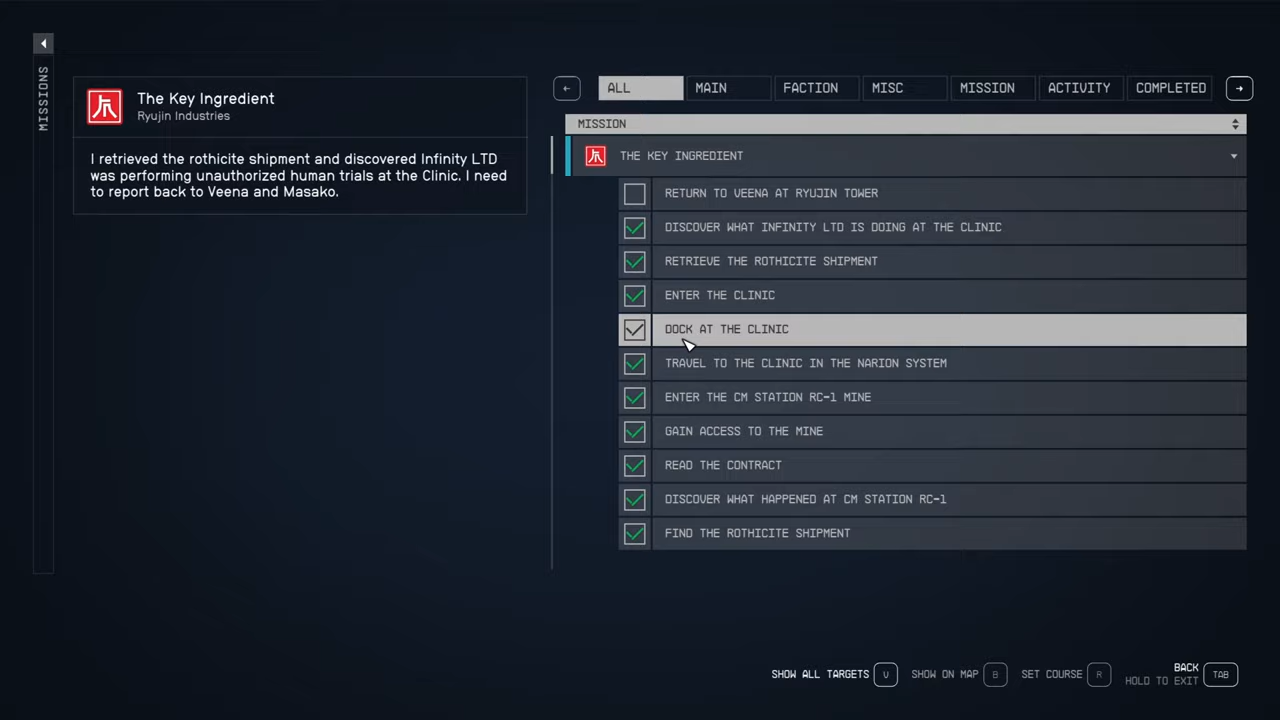 MISSIONS
The Key Ingredient
Ryujin Industries
I retrieved the rothicite shipment and discovered Infinity LTD
was performing unauthorized human trials at the Clinic. I need
to report back to Veena and Masako.
ALL MAIN FACTION MISC MISSION ACTIVITY COMPLETED
MISSION
THE KEY INGREDIENT
RETURN TO VEENA AT RYUJIN TOWER
DISCOVER WHAT INFINITY LTD IS DOING AT THE CLINIC
RETRIEVE THE ROTHICITE SHIPMENT
ENTER THE CLINIC
DOCK AT THE CLINIC
TRAVEL TO THE CLINIC IN THE NARION SYSTEM
ENTER THE CM STATION RC-1 MINE
GAIN ACCESS TO THE MINE
READ THE CONTRACT
DISCOVER WHAT HAPPENED AT CM STATION RC-1
FIND THE ROTHICITE SHIPMENT
SHOW ALL TARGETS V SHOW ON MAP B SET COURSE R BACK TAB
HOLD TO EXIT